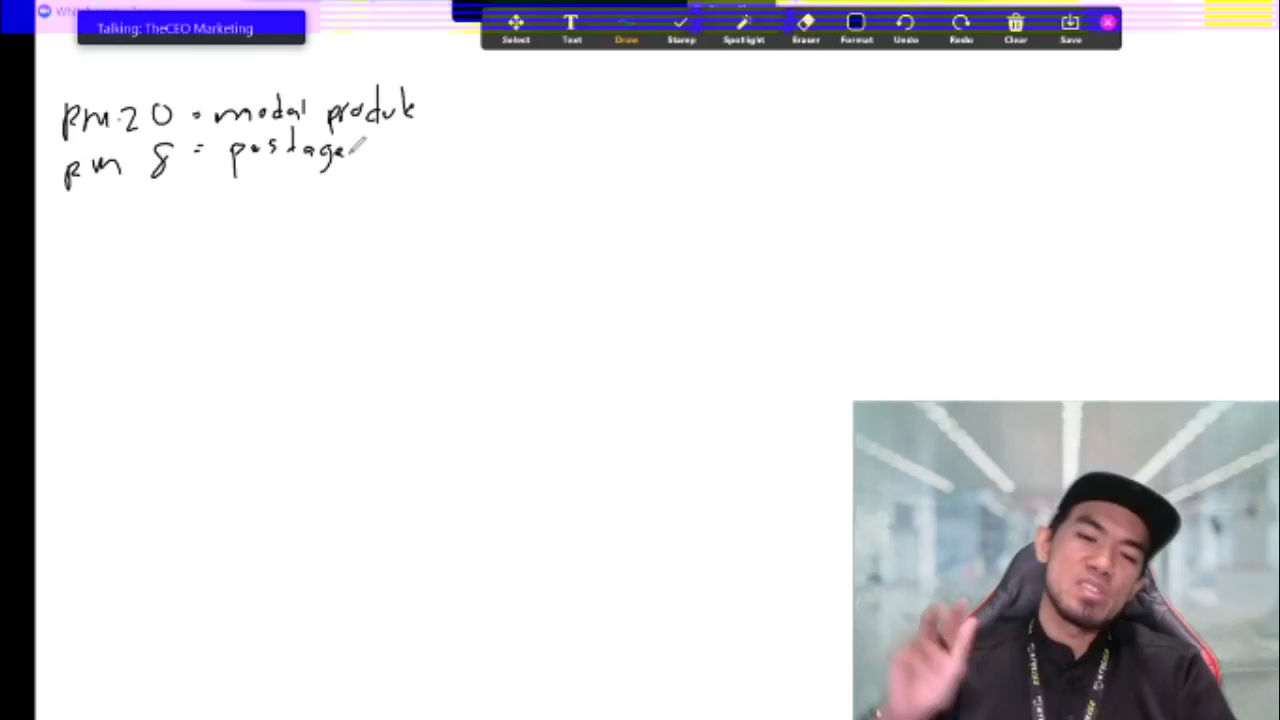 Talking: TheCEO Marketing
Select Text Draw Stamp Spotlight Eraser Format Undo Redo Clear Save
RM 20 = modal produk
RM 8 = postage